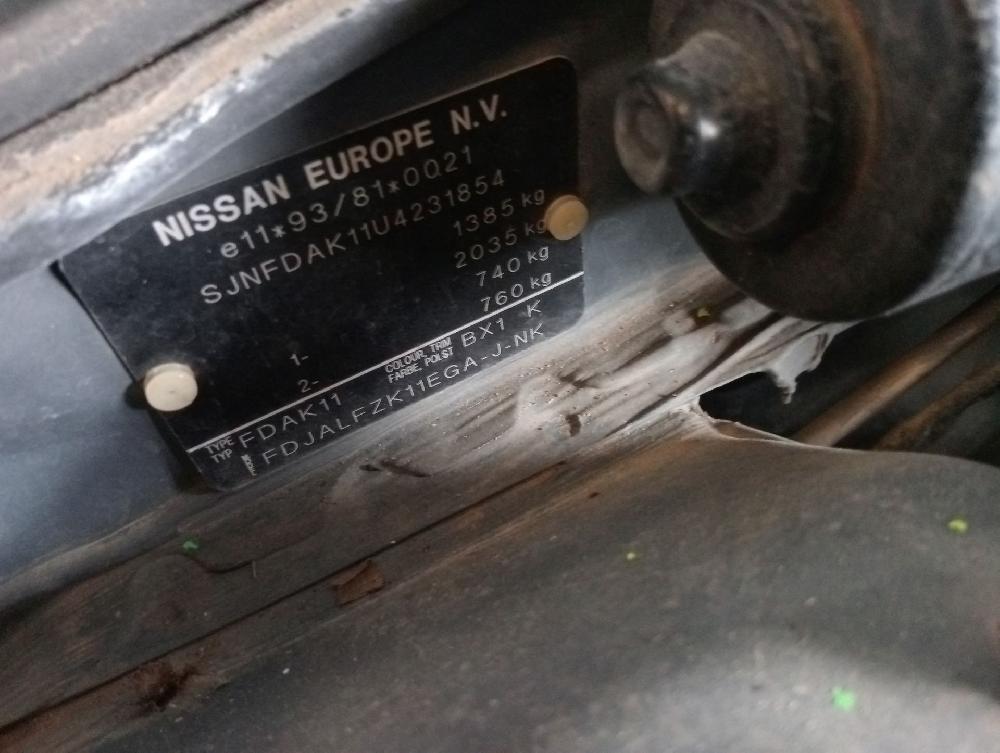 NISSAN EUROPE N.V.
e11*93/81*0021
SJNFDAK11U4231854
1385 kg
2035 kg
1- 740 kg
2- 760 kg
TYPE TYP FDAK11 COLOUR, TRIM FARBE, POLST BX1 K
FDJALFZK11EGA-J-NK